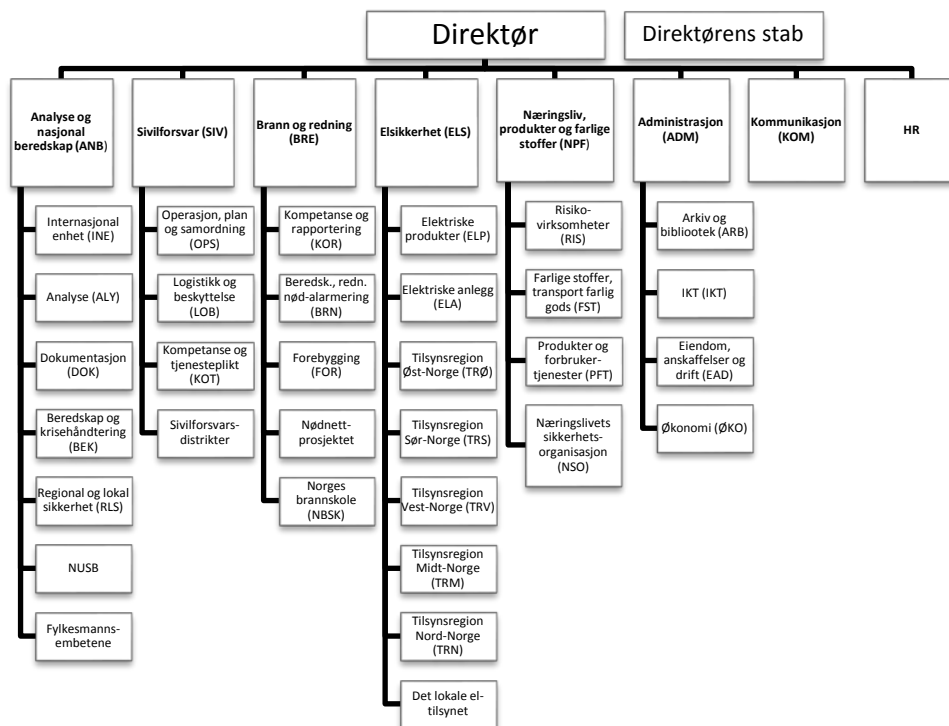 Direktør
Direktørens stab
Analyse og
nasjonal
beredskap (ANB)
Sivilforsvar (SIV)
Brann og redning
(BRE)
Elsikkerhet (ELS)
Næringsliv,
produkter og farlige
stoffer (NPF)
Administrasjon
(ADM)
Kommunikasjon
(KOM)
HR
Internasjonal
enhet (INE)
Analyse (ALY)
Dokumentasjon
(DOK)
Beredskap og
krisehåndtering
(BEK)
Regional og lokal
sikkerhet (RLS)
NUSB
Fylkesmanns-
embetene
Operasjon, plan
og samordning
(OPS)
Logistikk og
beskyttelse
(LOB)
Kompetanse og
tjenesteplikt
(KOT)
Sivilforsvars-
distrikter
Kompetanse og
rapportering
(KOR)
Beredsk., redn.
nød-alarmering
(BRN)
Forebygging
(FOR)
Nødnett-
prosjektet
Norges
brannskole
(NBSK)
Elektriske
produkter (ELP)
Elektriske anlegg
(ELA)
Tilsynsregion
Øst-Norge (TRØ)
Tilsynsregion
Sør-Norge (TRS)
Tilsynsregion
Vest-Norge (TRV)
Tilsynsregion
Midt-Norge
(TRM)
Tilsynsregion
Nord-Norge
(TRN)
Det lokale el-
tilsynet
Risiko-
virksomheter
(RIS)
Farlige stoffer,
transport farlig
gods (FST)
Produkter og
forbruker-
tjenester (PFT)
Næringslivets
sikkerhets-
organisasjon
(NSO)
Arkiv og
bibliootek (ARB)
IKT (IKT)
Eiendom,
anskaffelser og
drift (EAD)
Økonomi (ØKO)